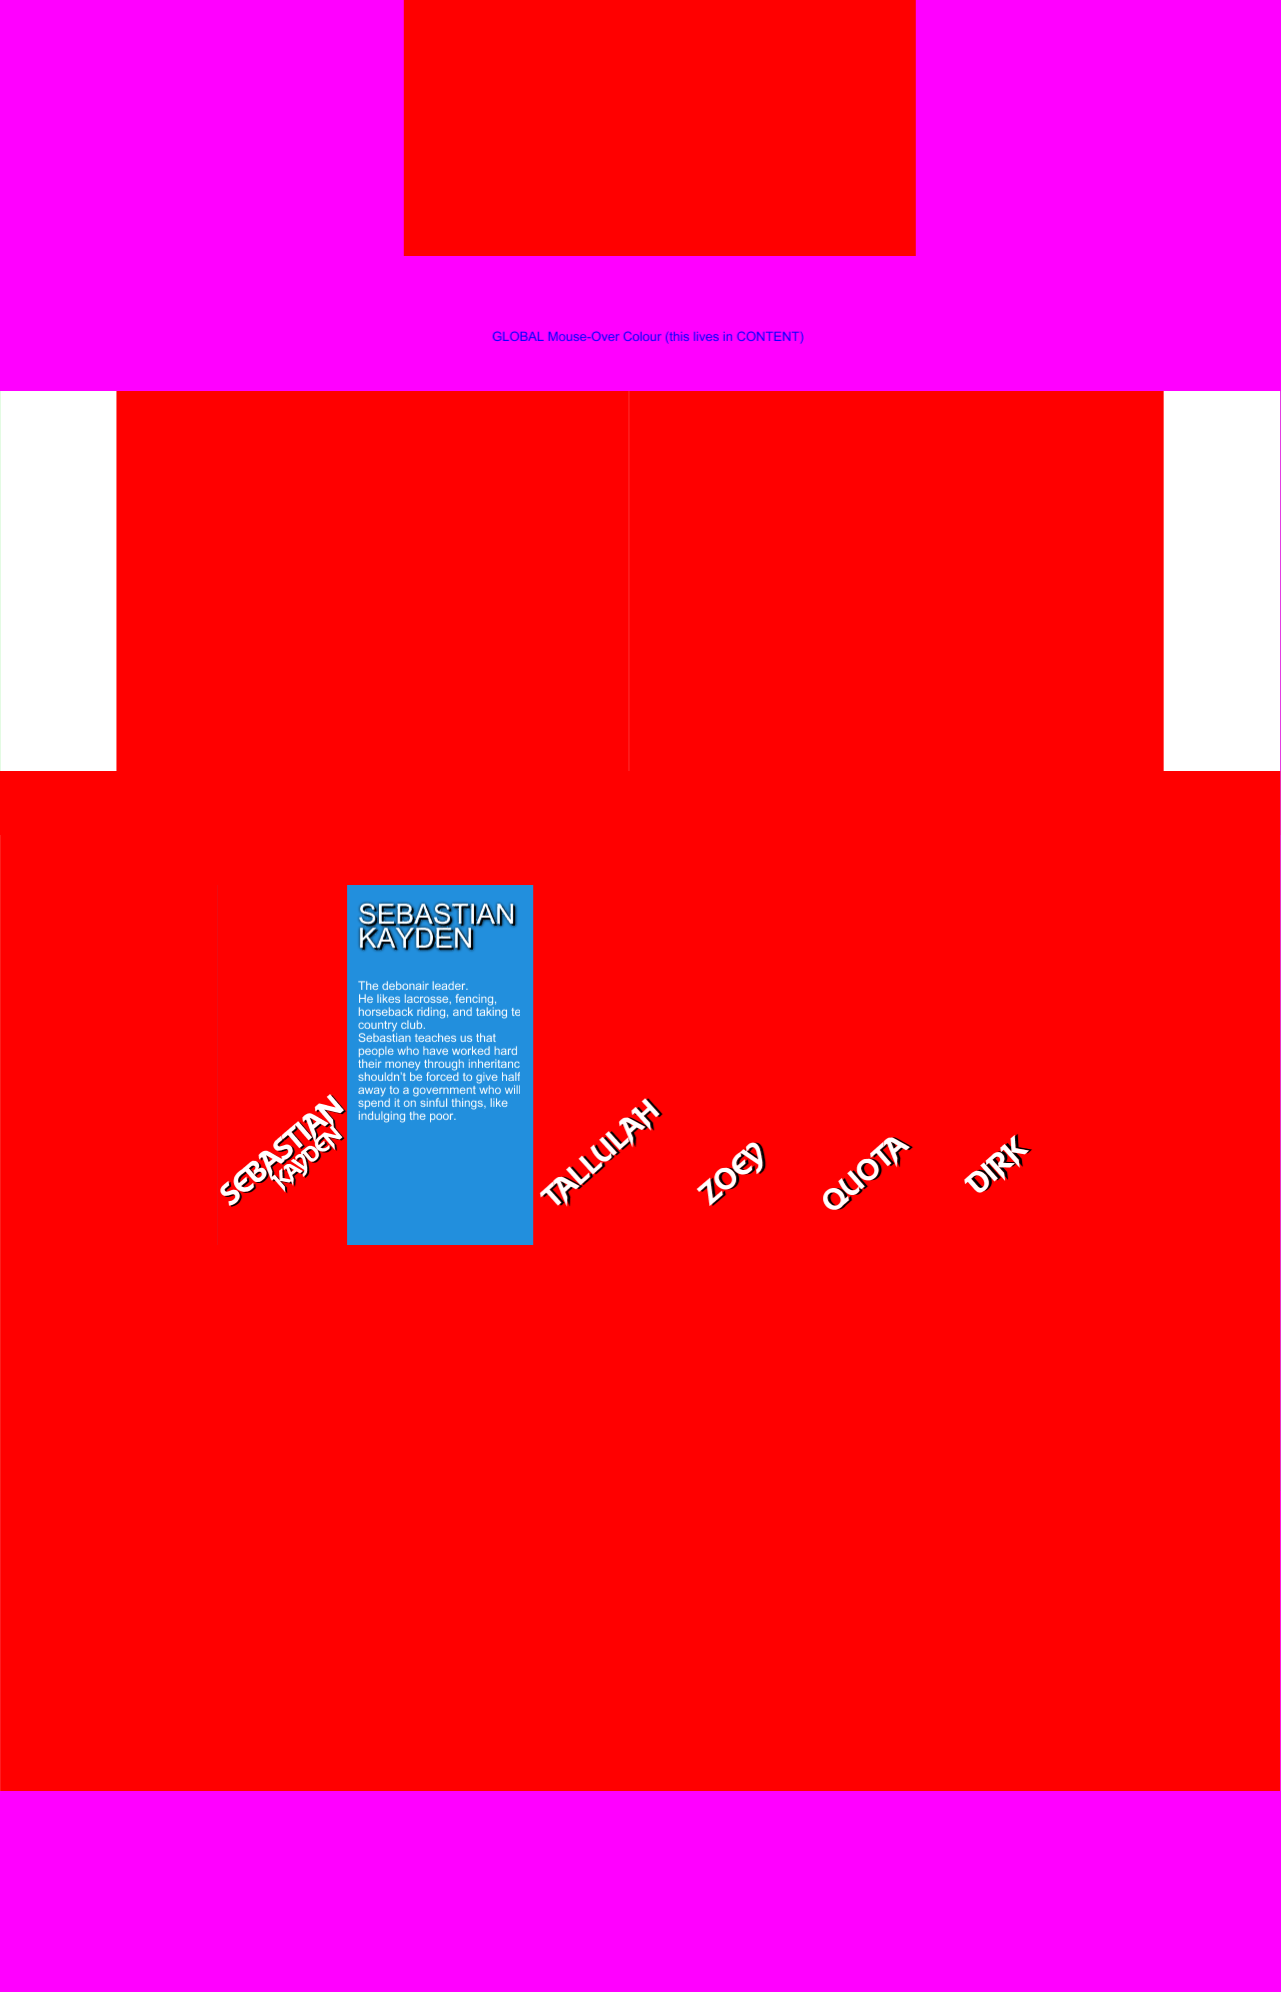 GLOBAL Mouse-Over Colour (this lives in CONTENT)
SEBASTIAN
KAYDEN
The debonair leader.
He likes lacrosse, fencing,
horseback riding, and taking te
country club.
Sebastian teaches us that
people who have worked hard
their money through inheritanc
shouldn't be forced to give half
away to a government who will
spend it on sinful things, like
indulging the poor.
SEBASTIAN
KAYDEN
TALLULAH
ZOEY
QUOTA
DIRK